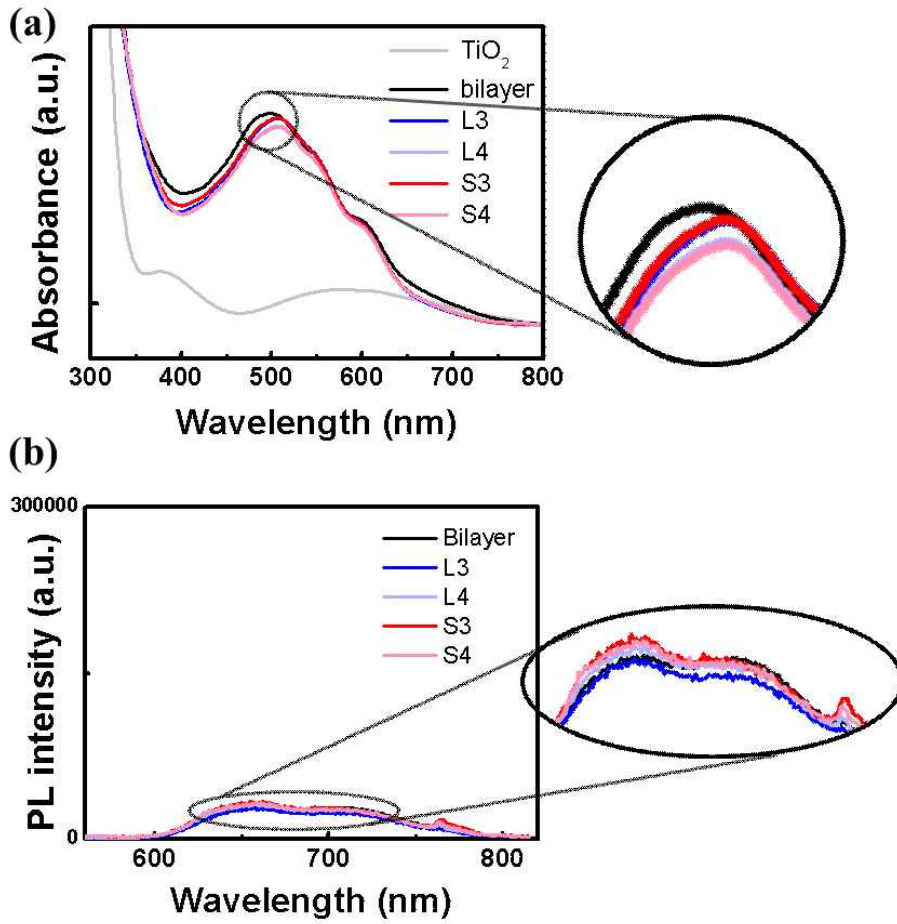 (a)
Absorbance (a.u.)
TiO₂
bilayer
L3
L4
S3
S4
300 400 500 600 700 800
Wavelength (nm)
(b)
PL intensity (a.u.)
300000
0
Bilayer
L3
L4
S3
S4
600 700 800
Wavelength (nm)